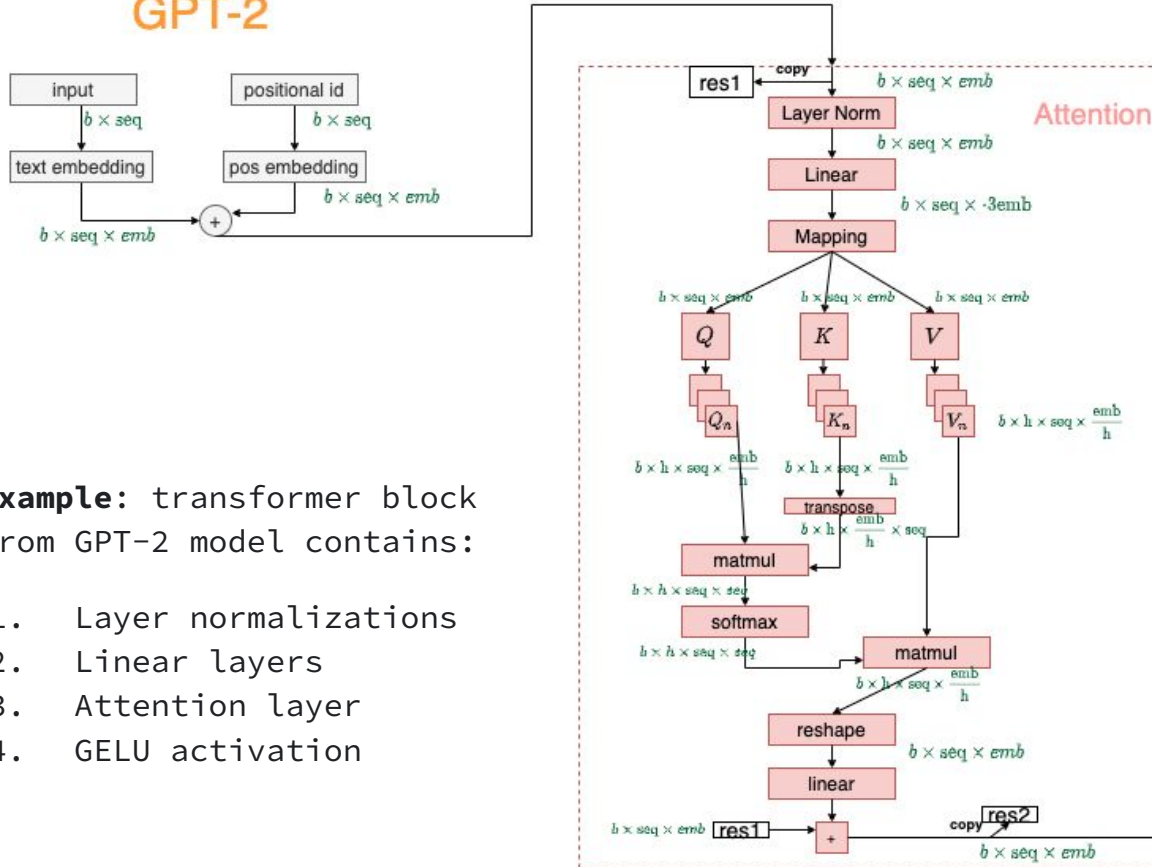 GPT-2
input
positional id
b × seq
b × seq
text embedding
pos embedding
b × seq × emb
+
b × seq × emb
xample: transformer block
rom GPT-2 model contains:
1. Layer normalizations
2. Linear layers
3. Attention layer
4. GELU activation
Attention
res1
copy
b × seq × emb
Layer Norm
b × seq × emb
Linear
b × seq × ·3emb
Mapping
b × seq × emb
b × seq × emb
b × seq × emb
Q
K
V
Qn
Kn
Vn
b × h × seq × emb/h
b × h × seq × emb/h
b × h × seq × emb/h
transpose
b × h × emb/h × seq
matmul
b × h × seq × seq
softmax
b × h × seq × seq
matmul
b × h × seq × emb/h
reshape
b × seq × emb
linear
b × seq × emb
res1
+
copy
res2
b × seq × emb